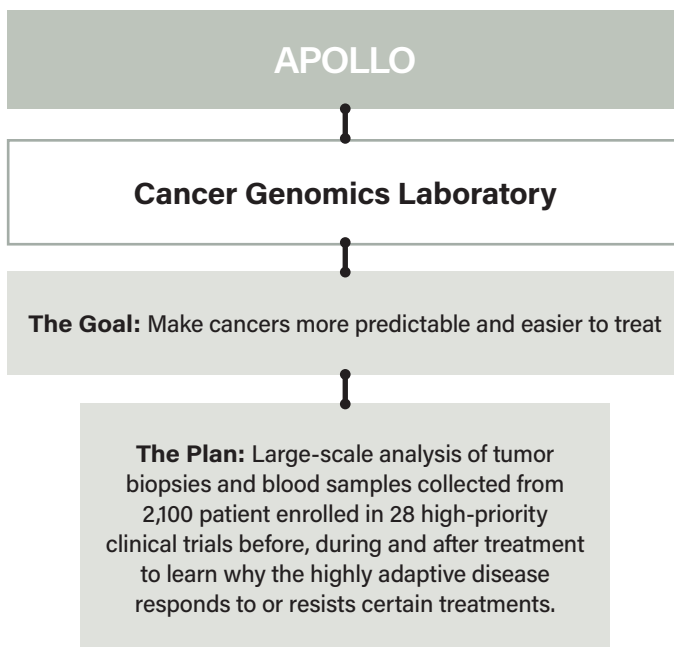 APOLLO
Cancer Genomics Laboratory
The Goal: Make cancers more predictable and easier to treat
The Plan: Large-scale analysis of tumor
biopsies and blood samples collected from
2,100 patient enrolled in 28 high-priority
clinical trials before, during and after treatment
to learn why the highly adaptive disease
responds to or resists certain treatments.